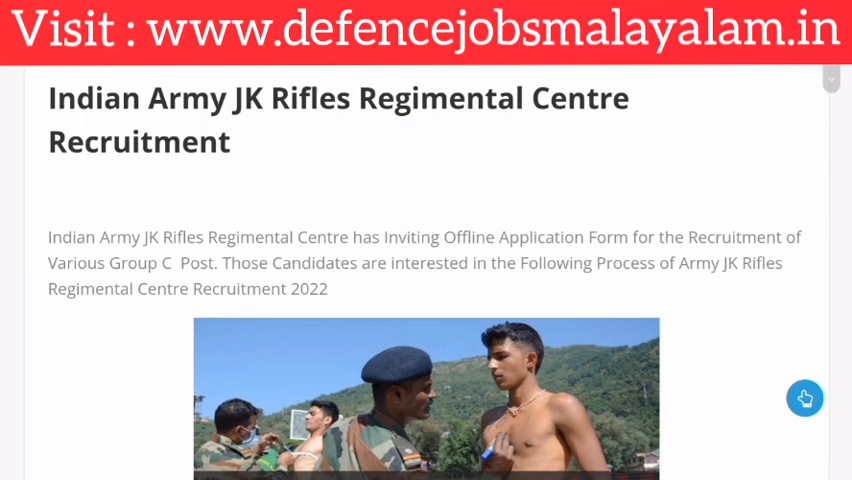 Visit : www.defencejobsmalayalam.in
Indian Army JK Rifles Regimental Centre
Recruitment
Indian Army JK Rifles Regimental Centre has Inviting Offline Application Form for the Recruitment of
Various Group C Post. Those Candidates are interested in the Following Process of Army JK Rifles
Regimental Centre Recruitment 2022